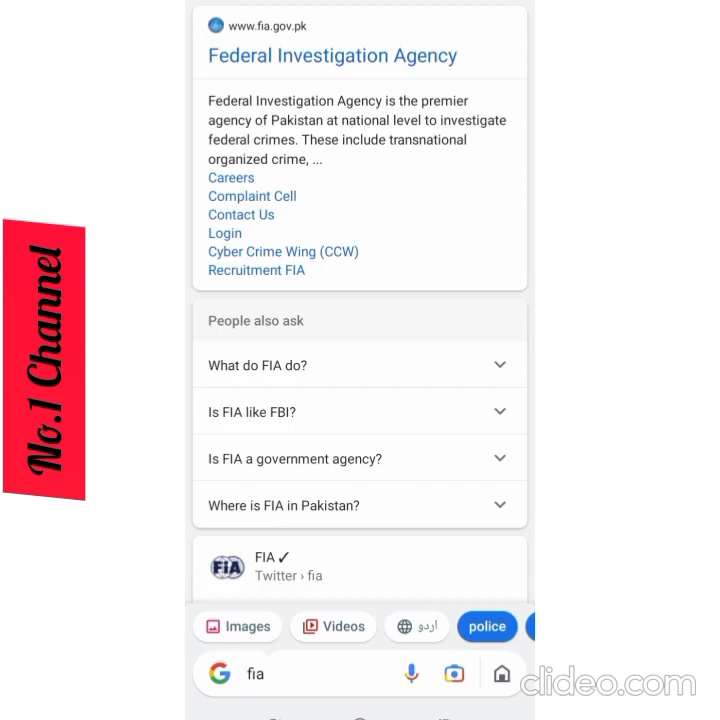 www.fia.gov.pk
Federal Investigation Agency
Federal Investigation Agency is the premier
agency of Pakistan at national level to investigate
federal crimes. These include transnational
organized crime, ...
Careers
Complaint Cell
Contact Us
Login
Cyber Crime Wing (CCW)
Recruitment FIA
No.1 Channel
People also ask
What do FIA do?
Is FIA like FBI?
Is FIA a government agency?
Where is FIA in Pakistan?
FiA
FIA ✓
Twitter › fia
Images Videos اردو police
fia
clideo.com